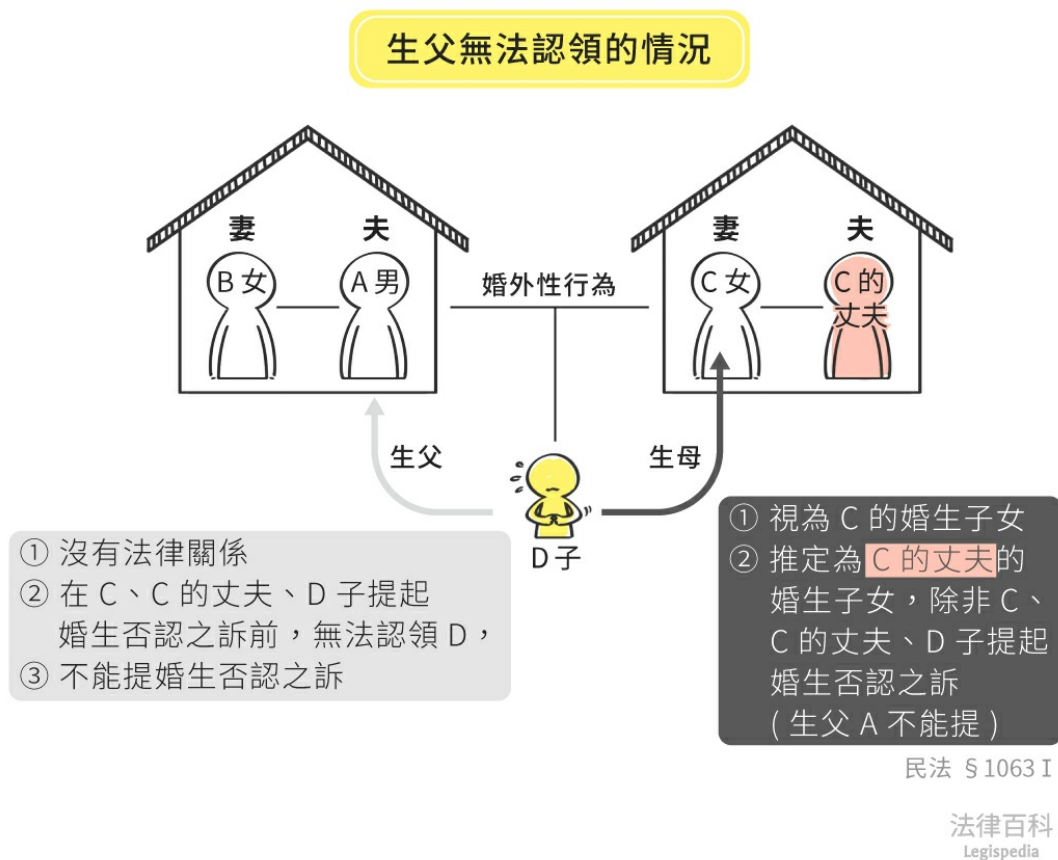 生父無法認領的情況
妻 夫
B女 A男
婚外性行為
妻 夫
C女 C的
丈夫
生父
生母
D子
① 沒有法律關係
② 在 C、C 的丈夫、D 子提起
婚生否認之訴前，無法認領 D，
③ 不能提婚生否認之訴
① 視為 C 的婚生子女
② 推定為 C 的丈夫的
婚生子女，除非 C、
C 的丈夫、D 子提起
婚生否認之訴
( 生父 A 不能提 )
民法 §1063 I
法律百科
Legispedia